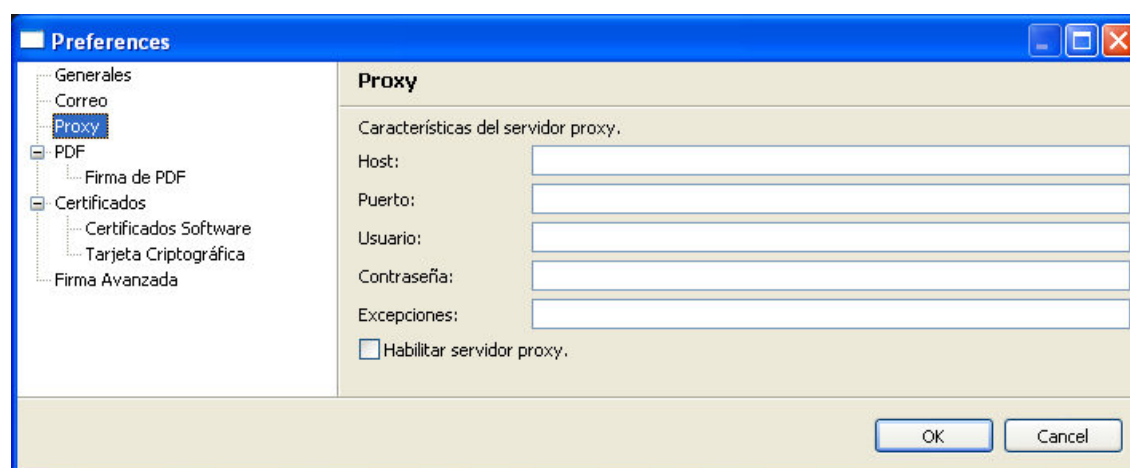 Preferences
Generales
Correo
Proxy
PDF
Firma de PDF
Certificados
Certificados Software
Tarjeta Criptográfica
Firma Avanzada
Proxy
Características del servidor proxy.
Host:
Puerto:
Usuario:
Contraseña:
Excepciones:
Habilitar servidor proxy.
OK
Cancel